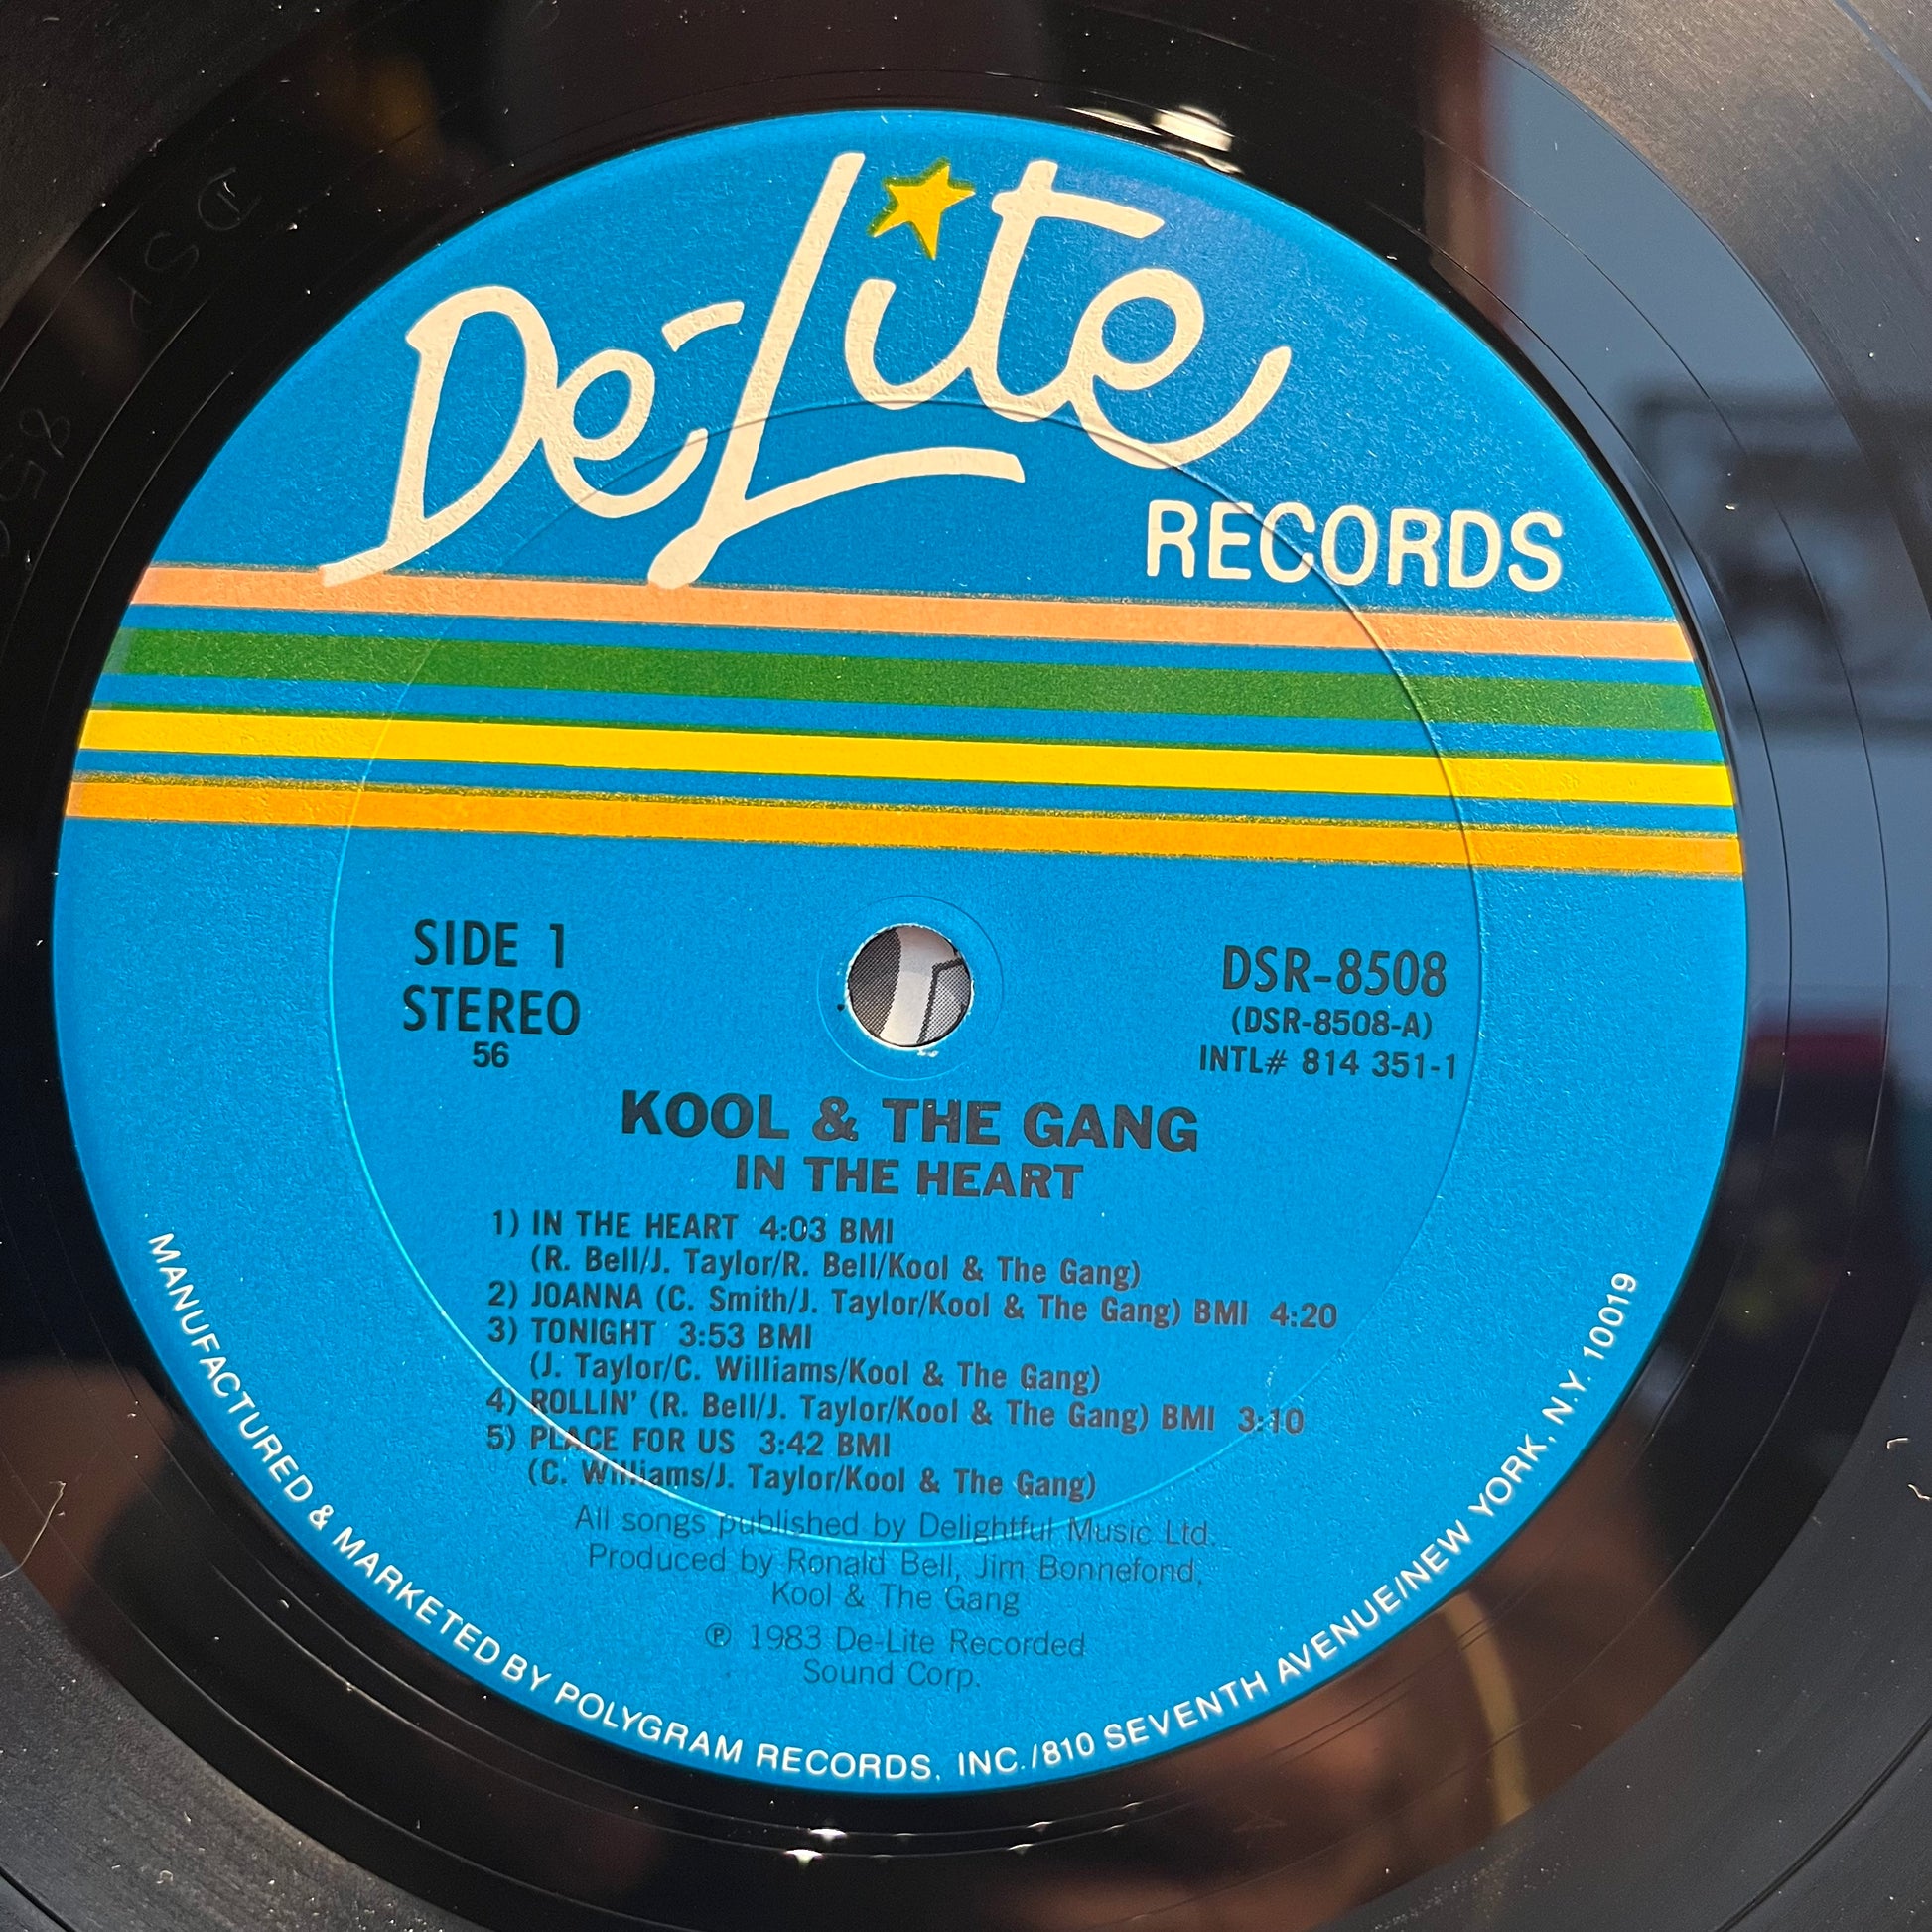 De-Lite
RECORDS
SIDE 1
STEREO
56
DSR-8508
(DSR-8508-A)
INTL# 814 351-1
KOOL & THE GANG
IN THE HEART
1) IN THE HEART 4:03 BMI
(R. Bell/J. Taylor/R. Bell/Kool & The Gang)
2) JOANNA (C. Smith/J. Taylor/Kool & The Gang) BMI 4:20
3) TONIGHT 3:53 BMI
(J. Taylor/C. Williams/Kool & The Gang)
4) ROLLIN' (R. Bell/J. Taylor/Kool & The Gang) BMI 3:10
5) PLACE FOR US 3:42 BMI
(C. Williams/J. Taylor/Kool & The Gang)
All songs published by Delightful Music Ltd.
Produced by Ronald Bell, Jim Bonnefond,
Kool & The Gang
℗ 1983 De-Lite Recorded
Sound Corp.
MANUFACTURED & MARKETED BY POLYGRAM RECORDS, INC./810 SEVENTH AVENUE/NEW YORK, N.Y. 10019